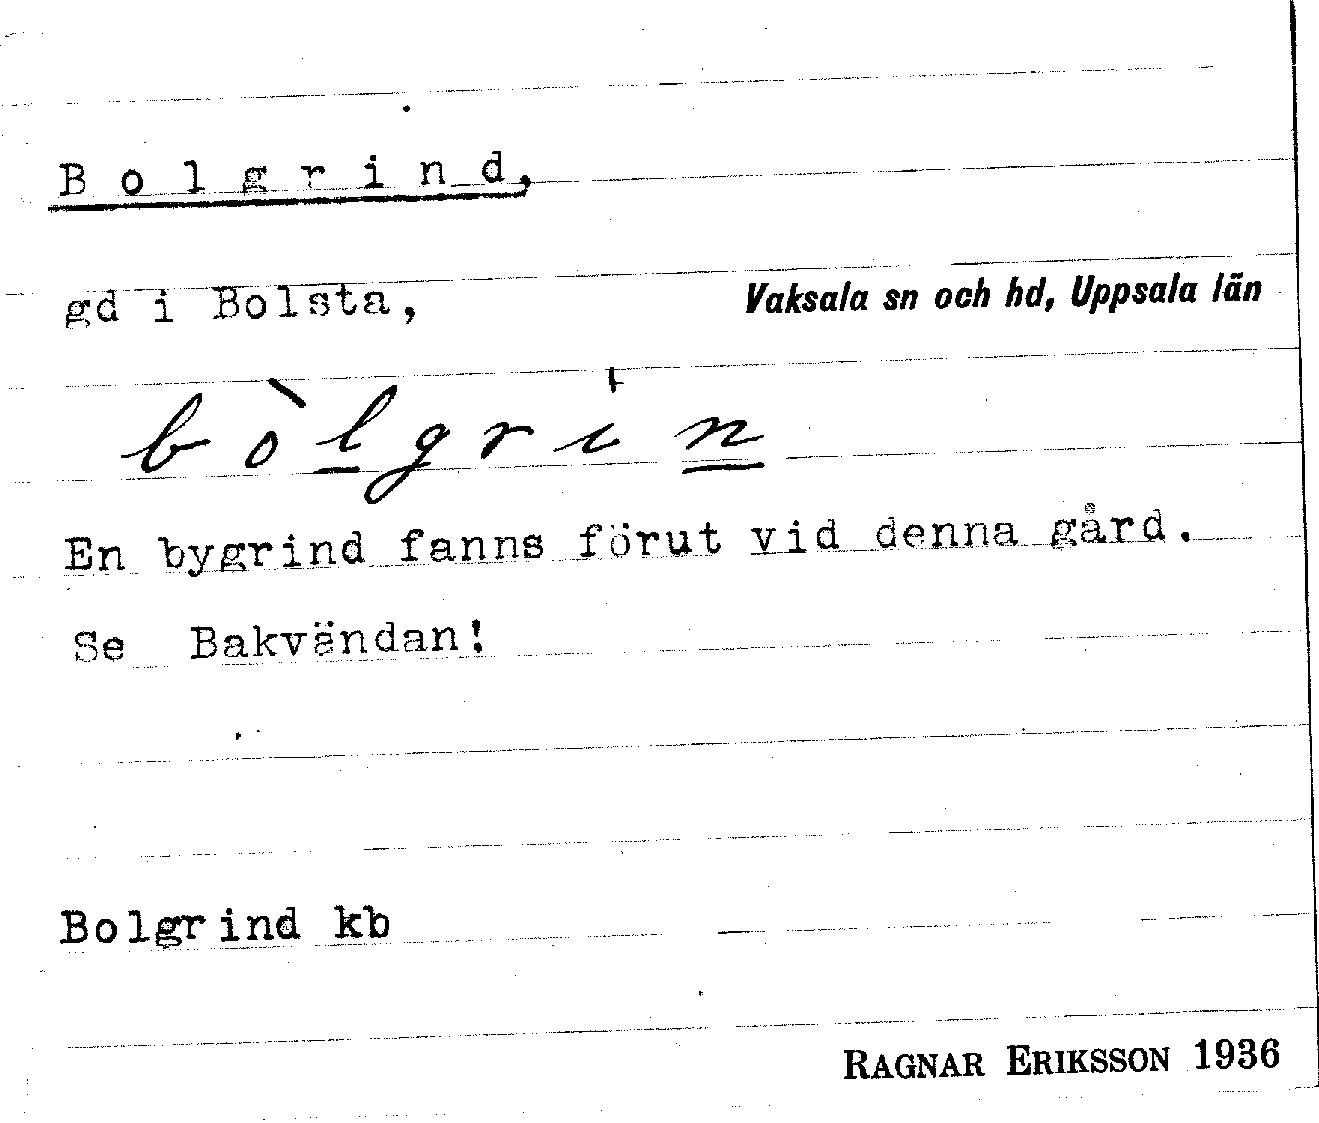 B o l g r i n d,
gd i Bolsta, Vaksala sn och hd, Uppsala län
bòlgrin
En bygrind fanns förut vid denna gård.
Se Bakvändan!
Bolgrind kb
RAGNAR ERIKSSON 1936